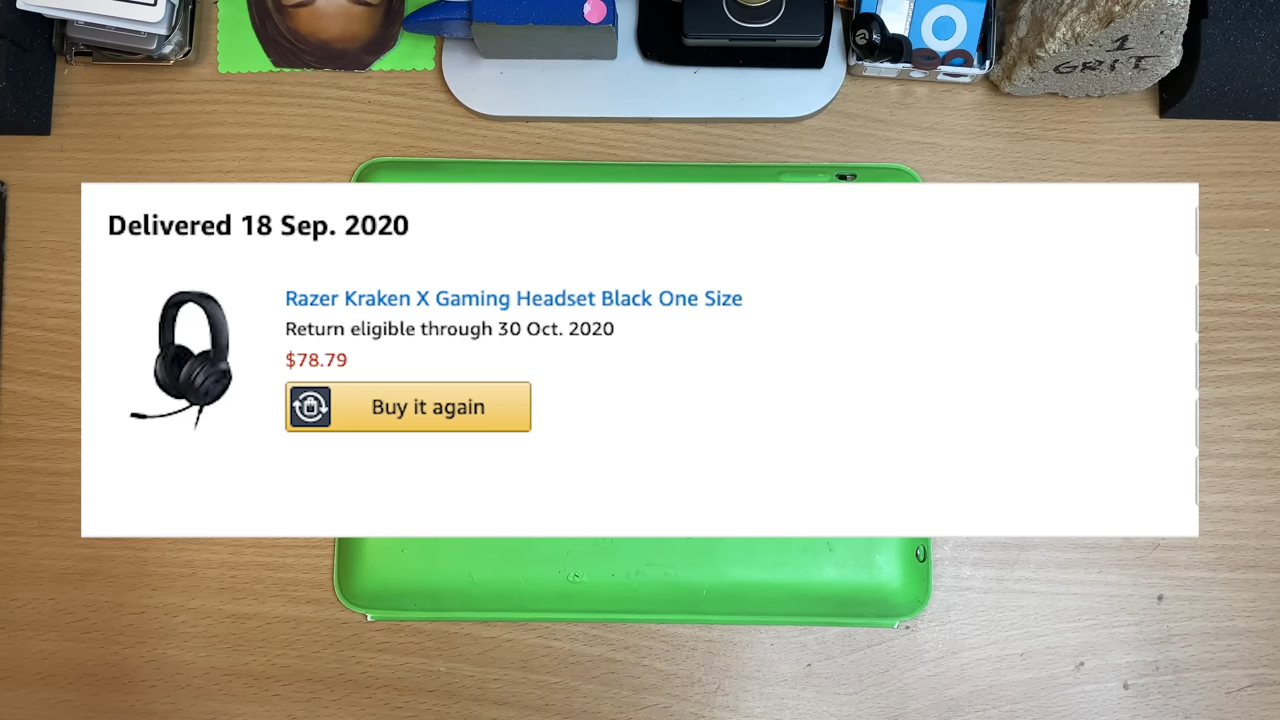 1
GRIT
Delivered 18 Sep. 2020
Razer Kraken X Gaming Headset Black One Size
Return eligible through 30 Oct. 2020
$78.79
Buy it again